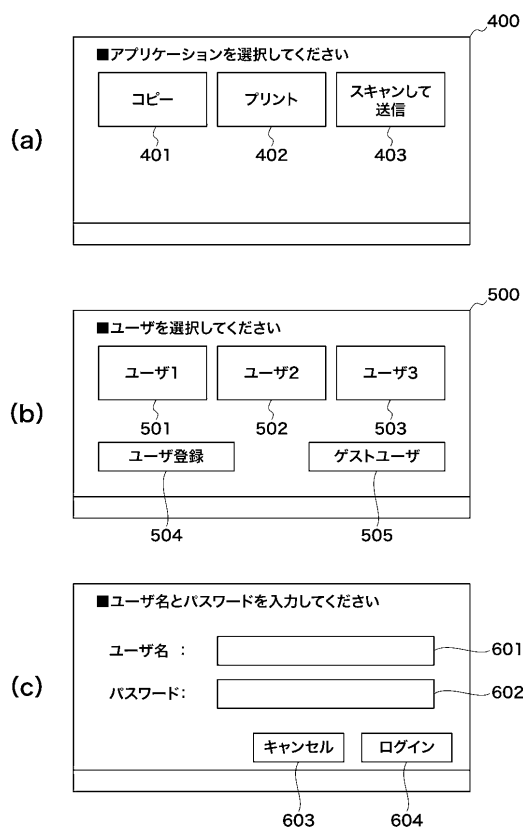 400
■アプリケーションを選択してください
コピー
プリント
スキャンして
送信
(a)
401
402
403
500
■ユーザを選択してください
ユーザ1
ユーザ2
ユーザ3
(b)
501
502
503
ユーザ登録
ゲストユーザ
504
505
■ユーザ名とパスワードを入力してください
ユーザ名 :
601
(c)
パスワード:
602
キャンセル
ログイン
603
604